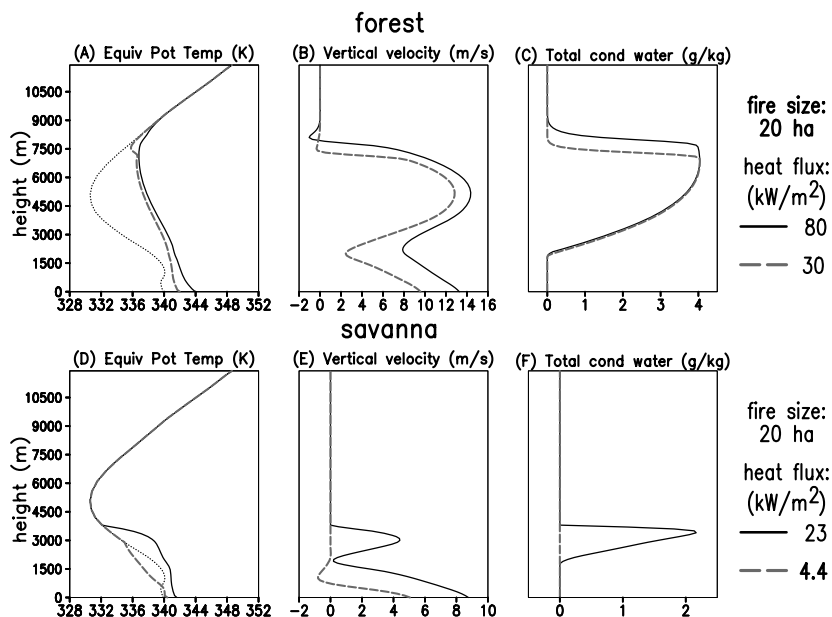 forest
(A) Equiv Pot Temp (K)
(B) Vertical velocity (m/s)
(C) Total cond water (g/kg)
height (m)
10500
9000
7500
6000
4500
3000
1500
0
328 332 336 340 344 348 352
−2 0 2 4 6 8 10 12 14 16
0 1 2 3 4
fire size:
20 ha
heat flux:
(kW/m2)
80
30
savanna
(D) Equiv Pot Temp (K)
(E) Vertical velocity (m/s)
(F) Total cond water (g/kg)
height (m)
10500
9000
7500
6000
4500
3000
1500
0
328 332 336 340 344 348 352
−2 0 2 4 6 8 10
0 1 2
fire size:
20 ha
heat flux:
(kW/m2)
23
4.4